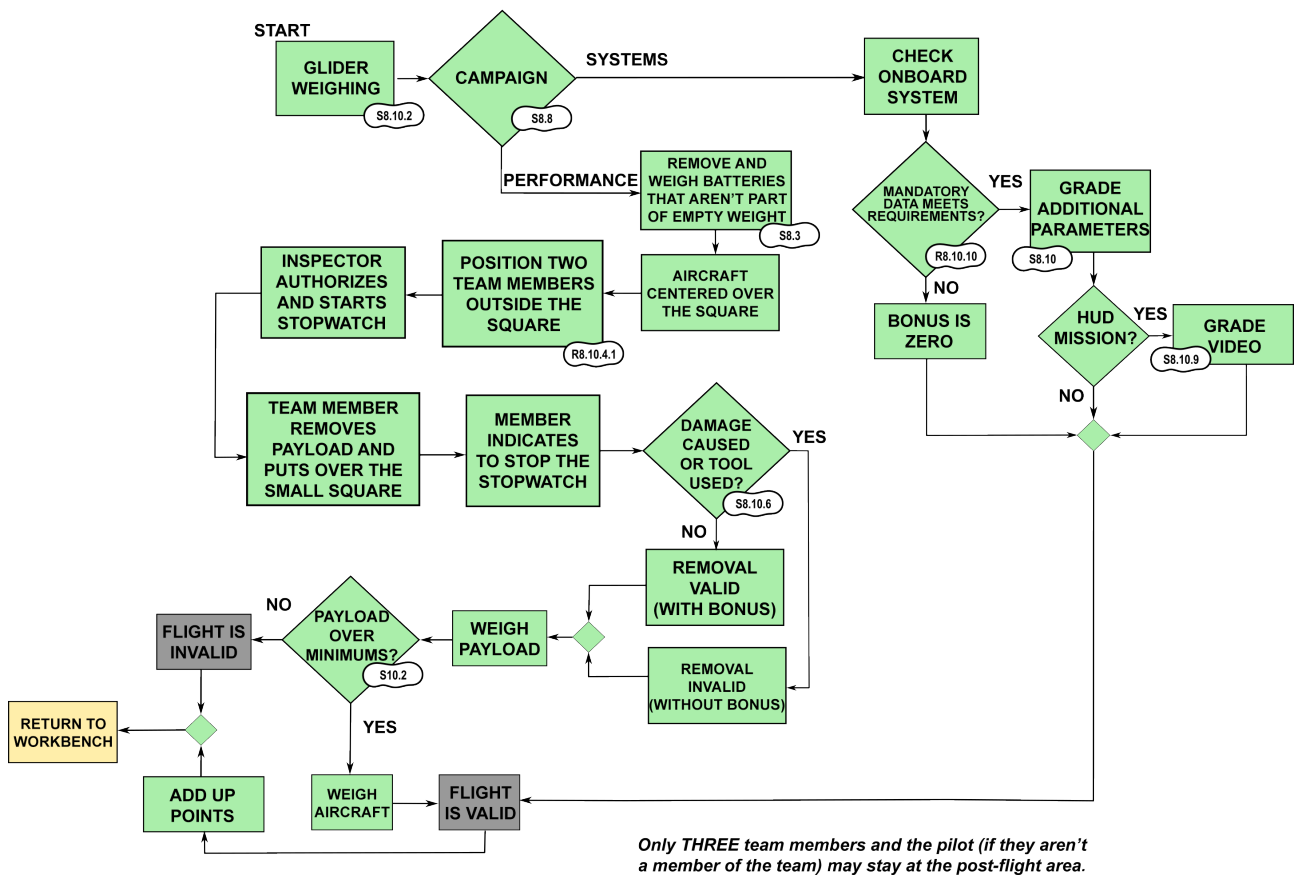 START
GLIDER
WEIGHING
S8.10.2
CAMPAIGN
S8.8
SYSTEMS
CHECK
ONBOARD
SYSTEM
PERFORMANCE
REMOVE AND
WEIGH BATTERIES
THAT AREN'T PART
OF EMPTY WEIGHT
S8.3
MANDATORY
DATA MEETS
REQUIREMENTS?
R8.10.10
YES
GRADE
ADDITIONAL
PARAMETERS
S8.10
NO
BONUS IS
ZERO
HUD
MISSION?
YES
GRADE
VIDEO
S8.10.9
NO
AIRCRAFT
CENTERED OVER
THE SQUARE
POSITION TWO
TEAM MEMBERS
OUTSIDE THE
SQUARE
R8.10.4.1
INSPECTOR
AUTHORIZES
AND STARTS
STOPWATCH
TEAM MEMBER
REMOVES
PAYLOAD AND
PUTS OVER THE
SMALL SQUARE
MEMBER
INDICATES
TO STOP THE
STOPWATCH
DAMAGE
CAUSED
OR TOOL
USED?
S8.10.6
YES
NO
REMOVAL
VALID
(WITH BONUS)
REMOVAL
INVALID
(WITHOUT BONUS)
WEIGH
PAYLOAD
PAYLOAD
OVER
MINIMUMS?
S10.2
NO
FLIGHT IS
INVALID
YES
RETURN TO
WORKBENCH
WEIGH
AIRCRAFT
FLIGHT
IS VALID
ADD UP
POINTS
Only THREE team members and the pilot (if they aren't
a member of the team) may stay at the post-flight area.